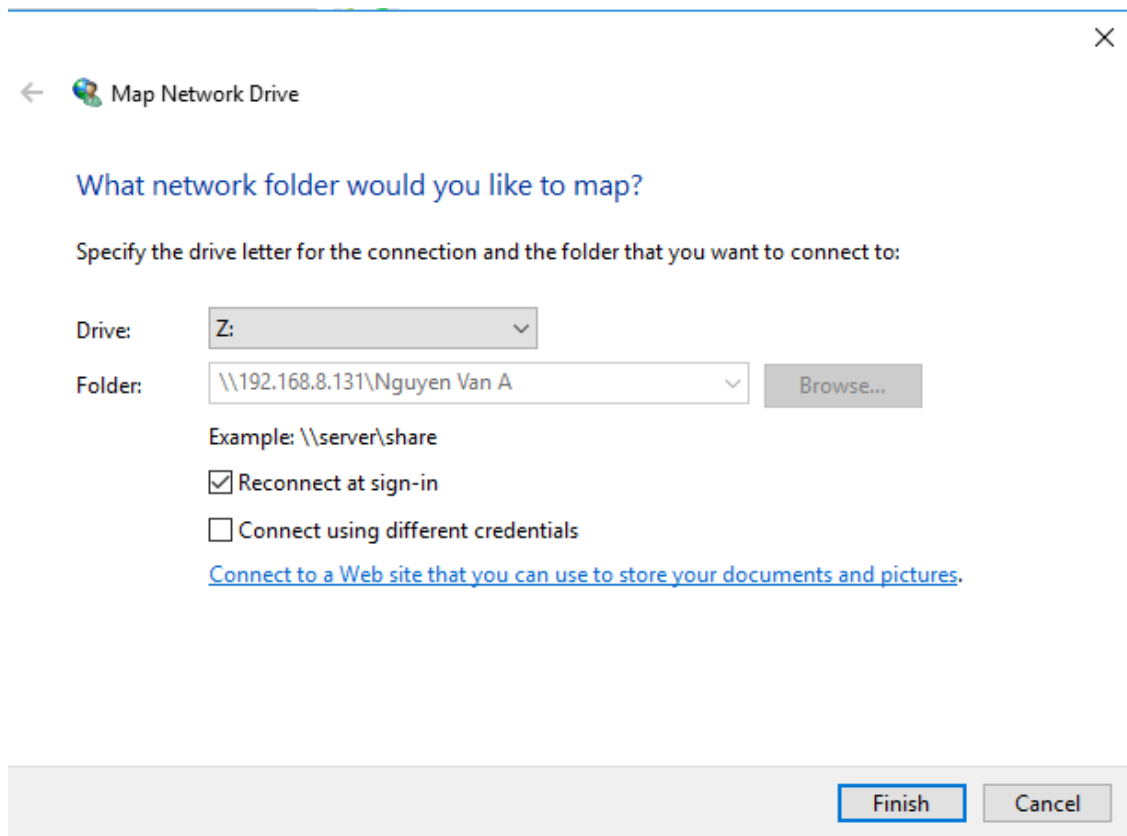 Map Network Drive
What network folder would you like to map?
Specify the drive letter for the connection and the folder that you want to connect to:
Drive: Z:
Folder: \\192.168.8.131\Nguyen Van A Browse...
Example: \\server\share
Reconnect at sign-in
Connect using different credentials
Connect to a Web site that you can use to store your documents and pictures.
Finish Cancel